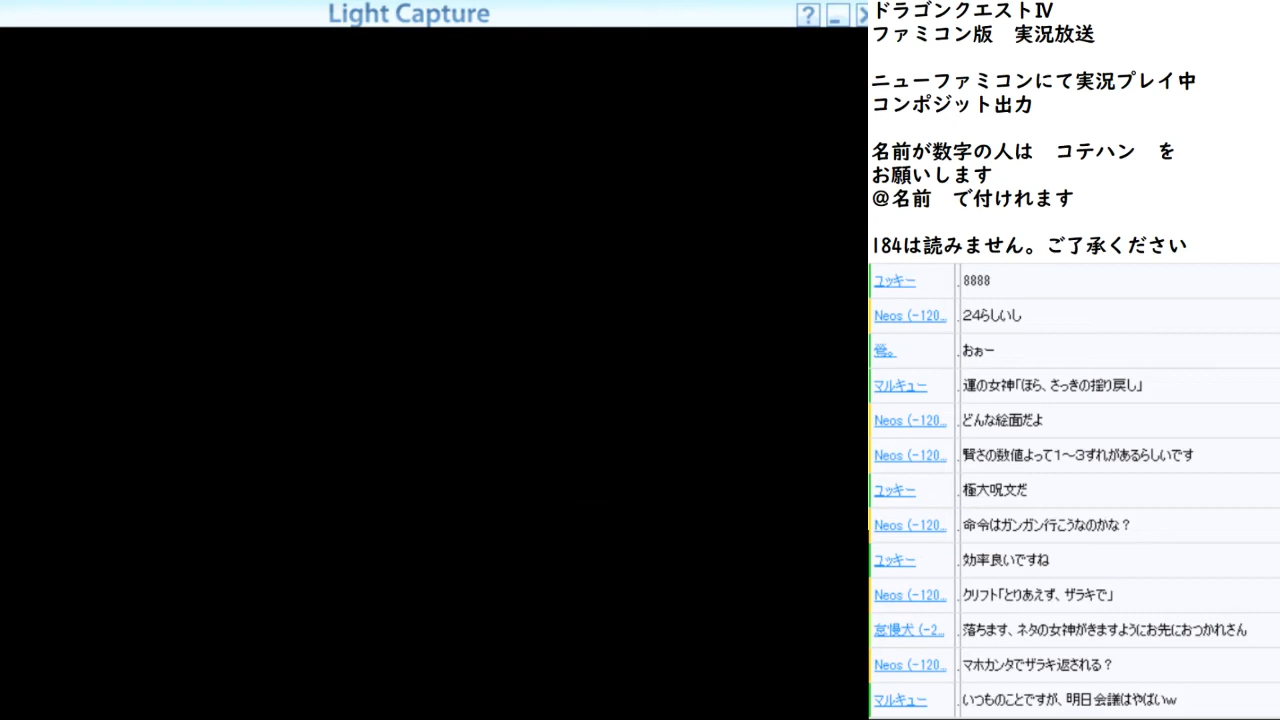 Light Capture
ドラゴンクエストⅣ
ファミコン版　実況放送
ニューファミコンにて実況プレイ中
コンポジット出力
名前が数字の人は　コテハン　を
お願いします
＠名前　で付けれます
184は読みません。ご了承ください
ユッキー .8888
Neos (-120... .24らしいし
鶯。 .おぉー
マルキュー .運の女神「ほら、さっきの揺り戻し」
Neos (-120... .どんな絵面だよ
Neos (-120... .賢さの数値よって1～3ずれがあるらしいです
ユッキー .極大呪文だ
Neos (-120... .命令はガンガン行こうなのかな？
ユッキー .効率良いですね
Neos (-120... .クリフト「とりあえず、ザラキで」
怠慢犬 (-2... .落ちます、ネタの女神がきますようにお先におつかれさん
Neos (-120... .マホカンタでザラキ返される？
マルキュー .いつものことですが、明日会議はやばいw